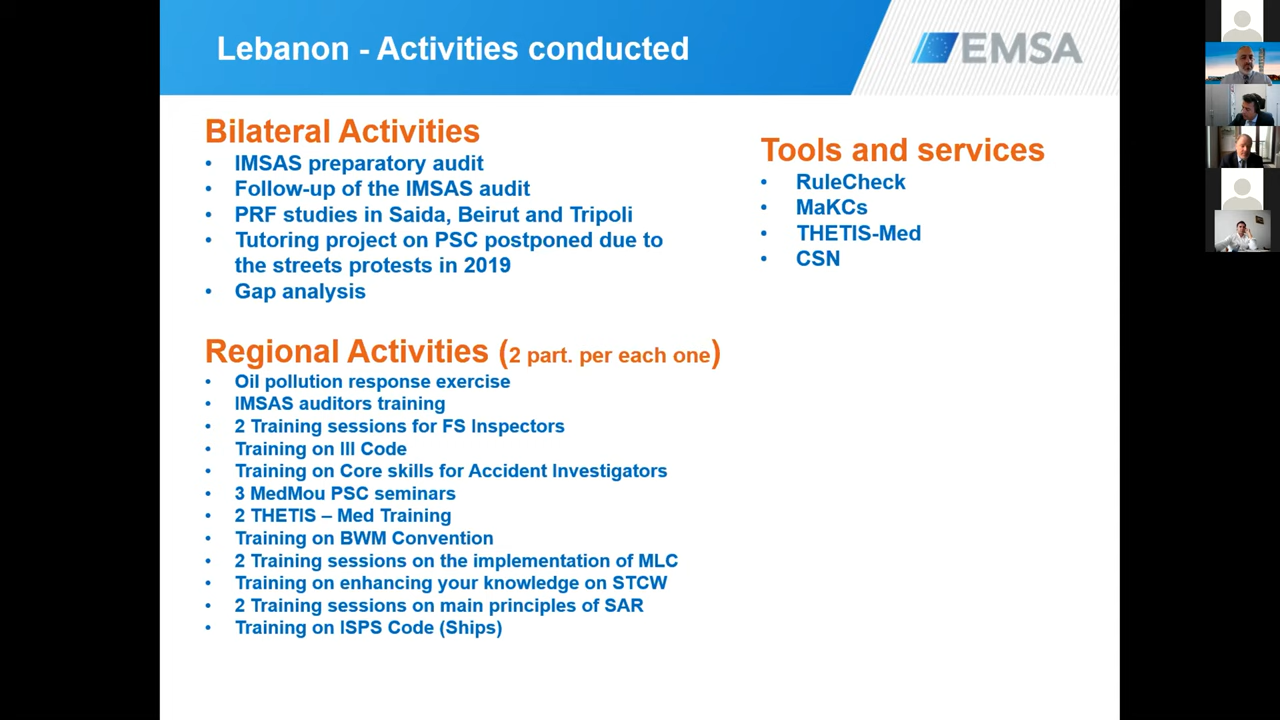 Lebanon - Activities conducted
EMSA
Bilateral Activities
• IMSAS preparatory audit
• Follow-up of the IMSAS audit
• PRF studies in Saida, Beirut and Tripoli
• Tutoring project on PSC postponed due to
the streets protests in 2019
• Gap analysis
Tools and services
• RuleCheck
• MaKCs
• THETIS-Med
• CSN
Regional Activities (2 part. per each one)
• Oil pollution response exercise
• IMSAS auditors training
• 2 Training sessions for FS Inspectors
• Training on III Code
• Training on Core skills for Accident Investigators
• 3 MedMou PSC seminars
• 2 THETIS – Med Training
• Training on BWM Convention
• 2 Training sessions on the implementation of MLC
• Training on enhancing your knowledge on STCW
• 2 Training sessions on main principles of SAR
• Training on ISPS Code (Ships)